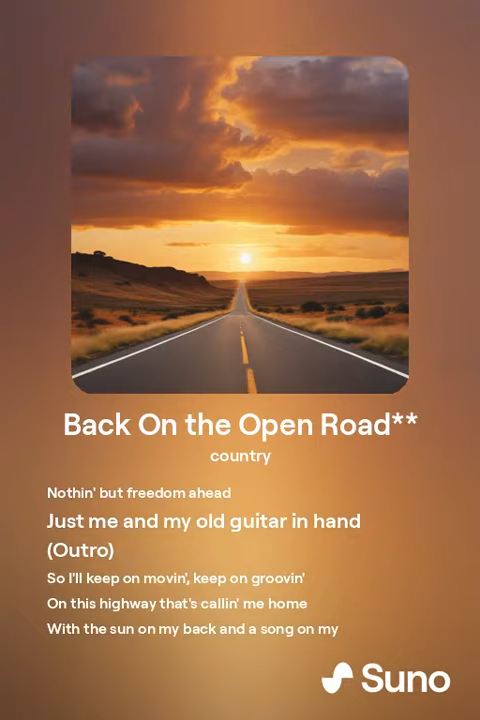 Back On the Open Road**
country
Nothin' but freedom ahead
Just me and my old guitar in hand
(Outro)
So I'll keep on movin', keep on groovin'
On this highway that's callin' me home
With the sun on my back and a song on my
Suno